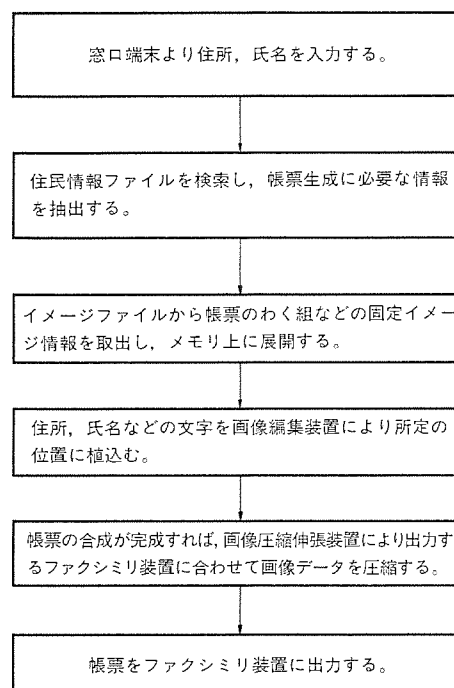 窓口端末より住所，氏名を入力する。
住民情報ファイルを検索し，帳票生成に必要な情報
を抽出する。
イメージファイルから帳票のわく組などの固定イメー
ジ情報を取出し，メモリ上に展開する。
住所，氏名などの文字を画像編集装置により所定の
位置に植込む。
帳票の合成が完成すれば，画像圧縮伸張装置により出力す
るファクシミリ装置に合わせて画像データを圧縮する。
帳票をファクシミリ装置に出力する。